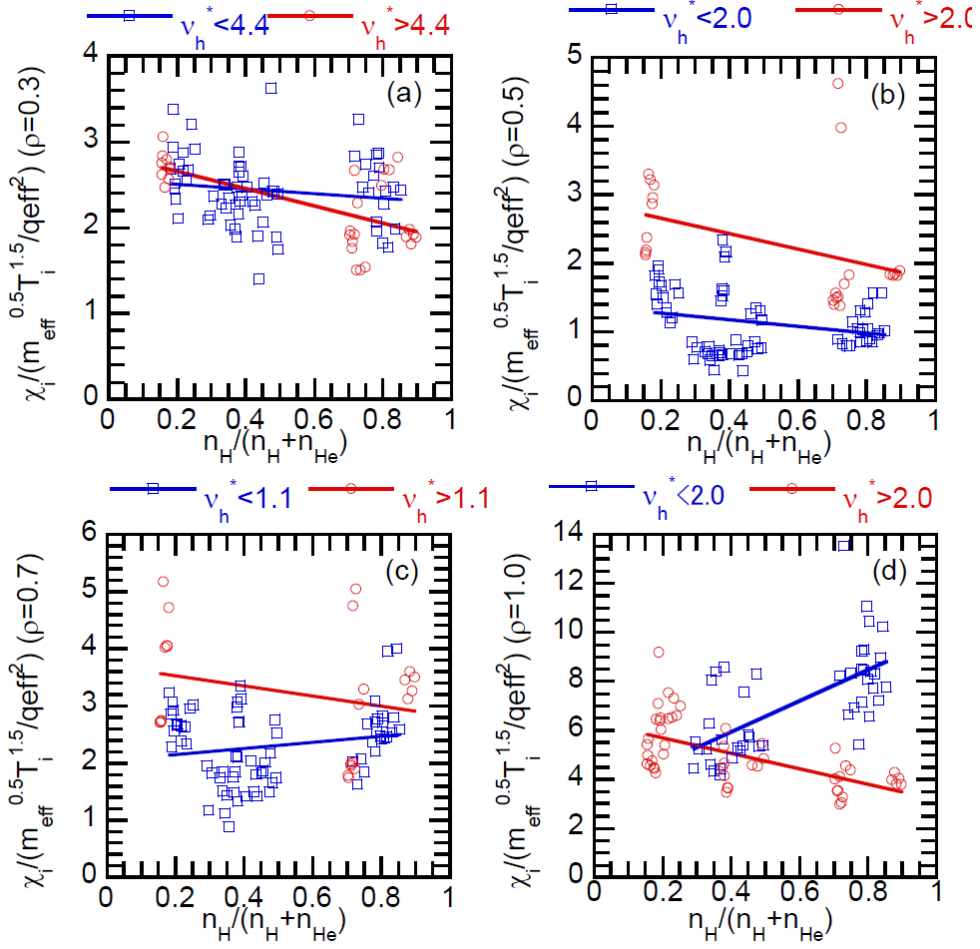 ν_h^*<4.4 ν_h^*>4.4
(a)
χ_i/(m_eff^0.5 T_i^1.5/qeff^2) (ρ=0.3)
4
3
2
1
0
0 0.2 0.4 0.6 0.8 1
n_H/(n_H+n_He)
ν_h^*<2.0 ν_h^*>2.0
(b)
χ_i/(m_eff^0.5 T_i^1.5/qeff^2) (ρ=0.5)
5
4
3
2
1
0
0 0.2 0.4 0.6 0.8 1
n_H/(n_H+n_He)
ν_h^*<1.1 ν_h^*>1.1
(c)
χ_i/(m_eff^0.5 T_i^1.5/qeff^2) (ρ=0.7)
6
5
4
3
2
1
0
0 0.2 0.4 0.6 0.8 1
n_H/(n_H+n_He)
ν_h^*<2.0 ν_h^*>2.0
(d)
χ_i/(m_eff^0.5 T_i^1.5/qeff^2) (ρ=1.0)
14
12
10
8
6
4
2
0
0 0.2 0.4 0.6 0.8 1
n_H/(n_H+n_He)